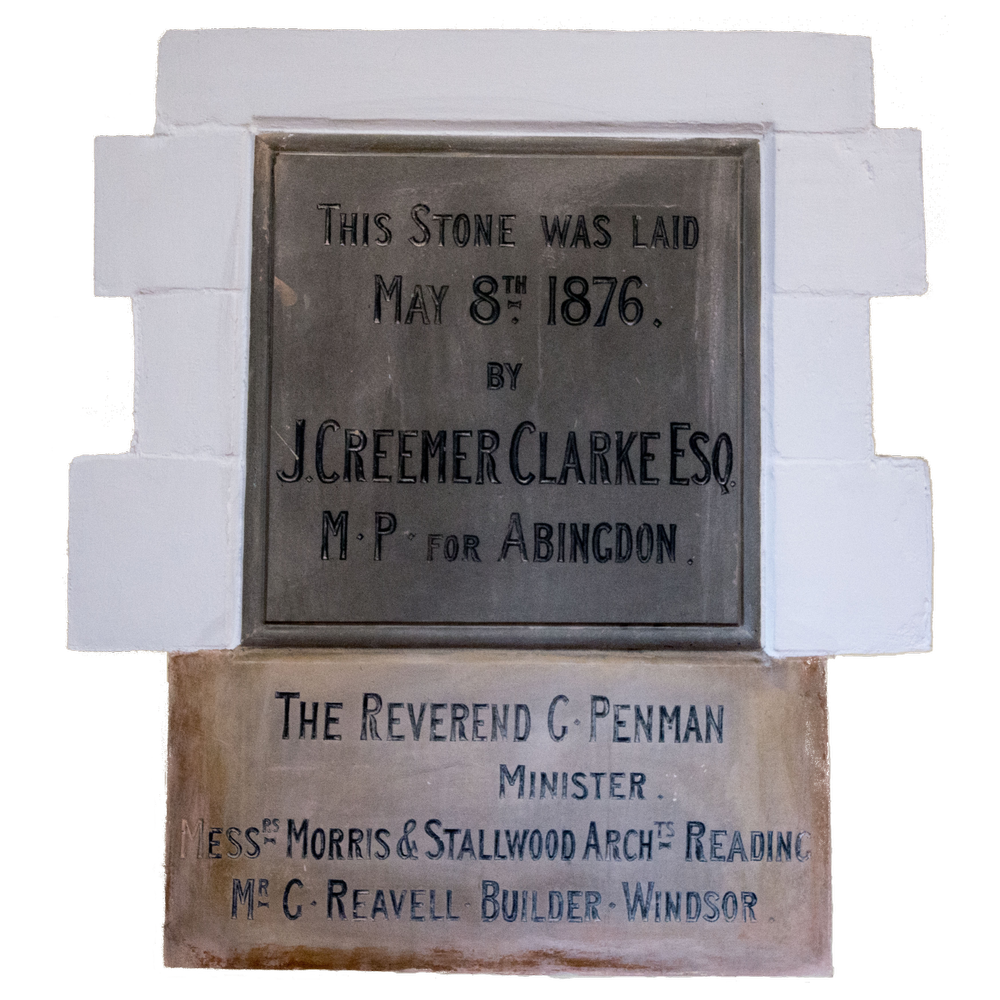 THIS STONE WAS LAID
MAY 8TH 1876.
BY
J. CREEMER CLARKE ESQ.
M·P· FOR ABINGDON.
THE REVEREND G·PENMAN
MINISTER.
MESSRS MORRIS & STALLWOOD ARCHTS READING
MR G·REAVELL·BUILDER·WINDSOR.